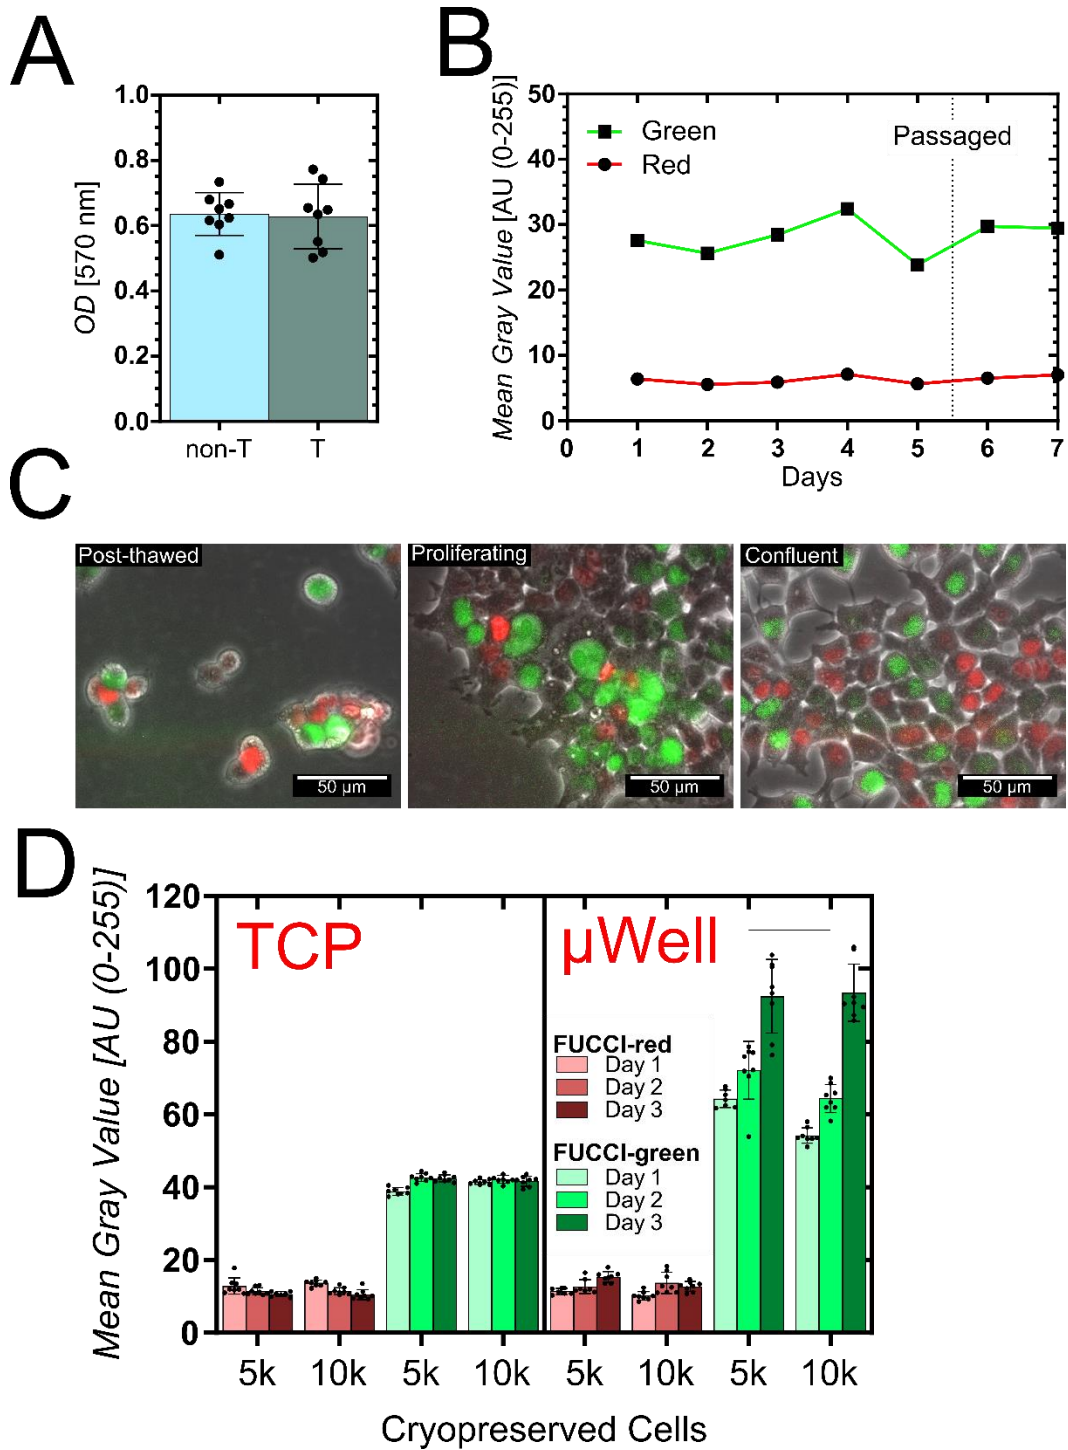 A
OD [570 nm]
1.0
0.8
0.6
0.4
0.2
0.0
non-T T
B
Mean Gray Value [AU (0-255)]
50
40
30
20
10
0
Green
Red
Passaged
0 1 2 3 4 5 6 7
Days
C
Post-thawed
50 µm
Proliferating
50 µm
Confluent
50 µm
D
Mean Gray Value [AU (0-255)]
120
100
80
60
40
20
0
TCP
µWell
FUCCI-red
Day 1
Day 2
Day 3
FUCCI-green
Day 1
Day 2
Day 3
5k 10k 5k 10k 5k 10k 5k 10k
Cryopreserved Cells